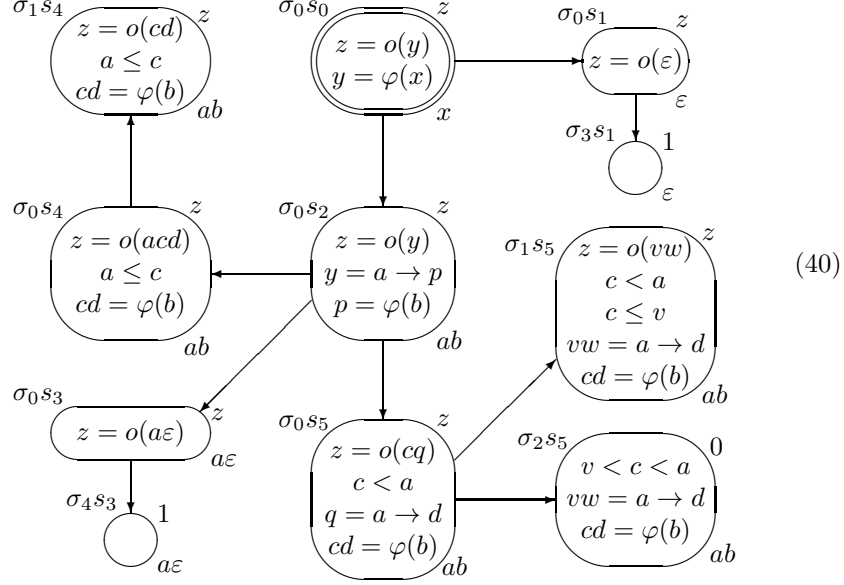 σ₁s₄ z
z = o(cd)
a ≤ c
cd = φ(b)
ab
σ₀s₀ z
z = o(y)
y = φ(x)
x
σ₀s₁ z
z = o(ε)
ε
σ₃s₁ 1
ε
σ₀s₄ z
z = o(acd)
a ≤ c
cd = φ(b)
ab
σ₀s₂ z
z = o(y)
y = a → p
p = φ(b)
ab
σ₁s₅ z
z = o(vw)
c < a
c ≤ v
vw = a → d
cd = φ(b)
ab
(40)
σ₀s₃ z
z = o(aε)
aε
σ₄s₃ 1
aε
σ₀s₅ z
z = o(cq)
c < a
q = a → d
cd = φ(b)
ab
σ₂s₅ 0
v < c < a
vw = a → d
cd = φ(b)
ab